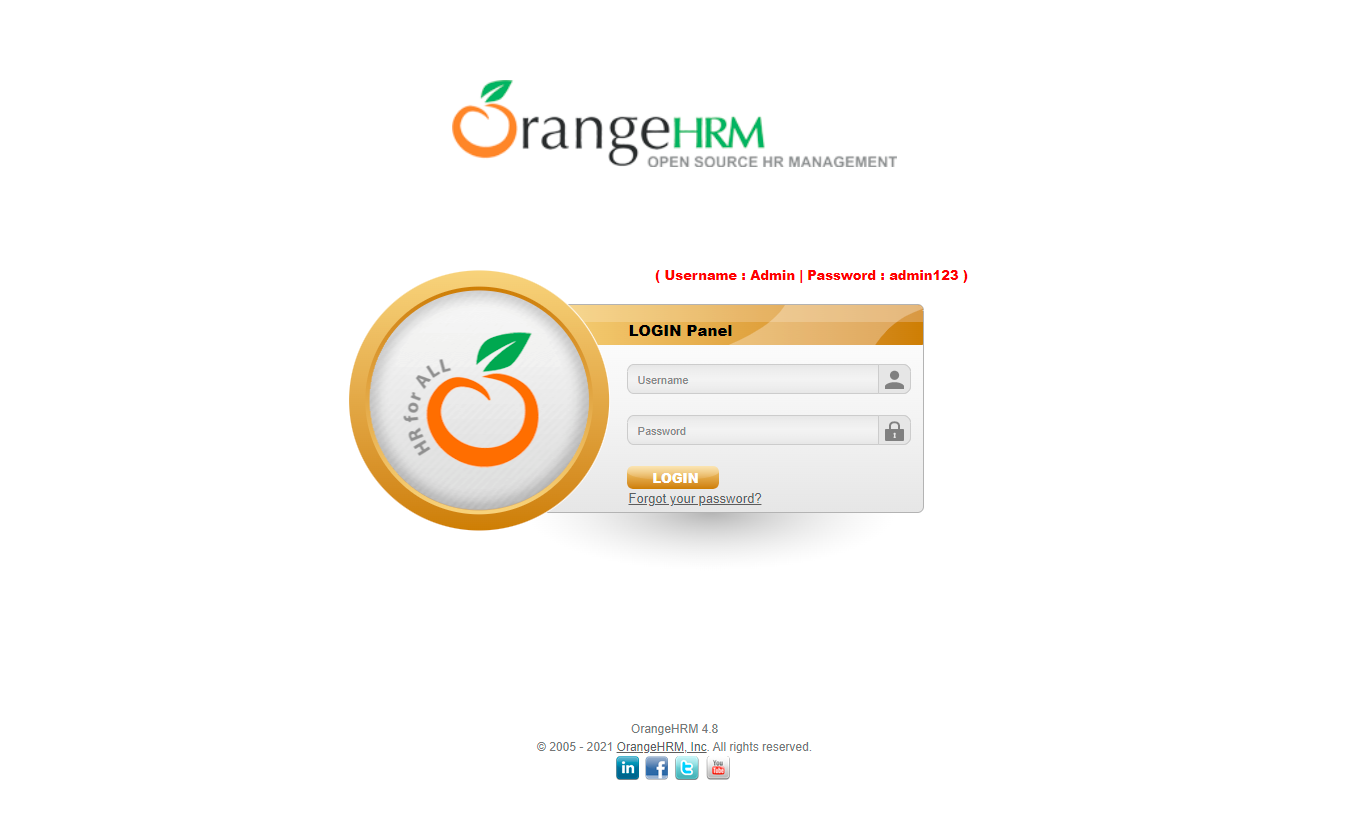 OrangeHRM
OPEN SOURCE HR MANAGEMENT
( Username : Admin | Password : admin123 )
HR for ALL
LOGIN Panel
Username
Password
LOGIN
Forgot your password?
OrangeHRM 4.8
© 2005 - 2021 OrangeHRM, Inc. All rights reserved.
in f t You Tube